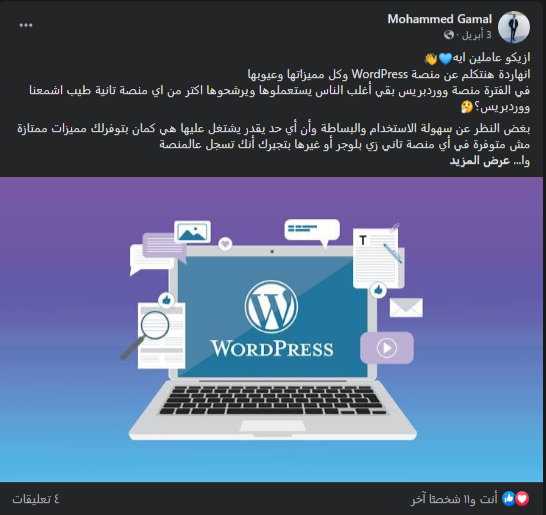 Mohammed Gamal
3 أبريل ·
ازيكو عاملين ايه💙👋
انهاردة هنتكلم عن منصة WordPress وكل مميزاتها وعيوبها
في الفترة منصة ووردبريس بقي أغلب الناس يستعملوها ويرشحوها اكتر من اي منصة تانية طيب اشمعنا
ووردبريس؟🤔
بغض النظر عن سهولة الاستخدام والبساطة وأن أي حد يقدر يشتغل عليها هي كمان بتوفرلك مميزات ممتازة
مش متوفرة في أي منصة تاني زي بلوجر أو غيرها بتجبرك أنك تسجل عالمنصة
وا... عرض المزيد
T
W
WORDPRESS
أنت و١١ شخصًا آخر
٤ تعليقات